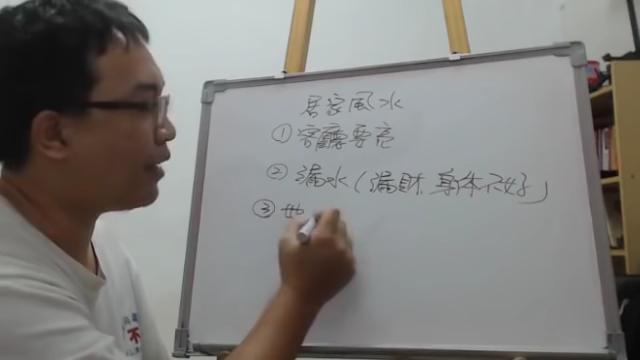 居家風水
①客廳要亮
②漏水(漏財 身体不好)
③
不